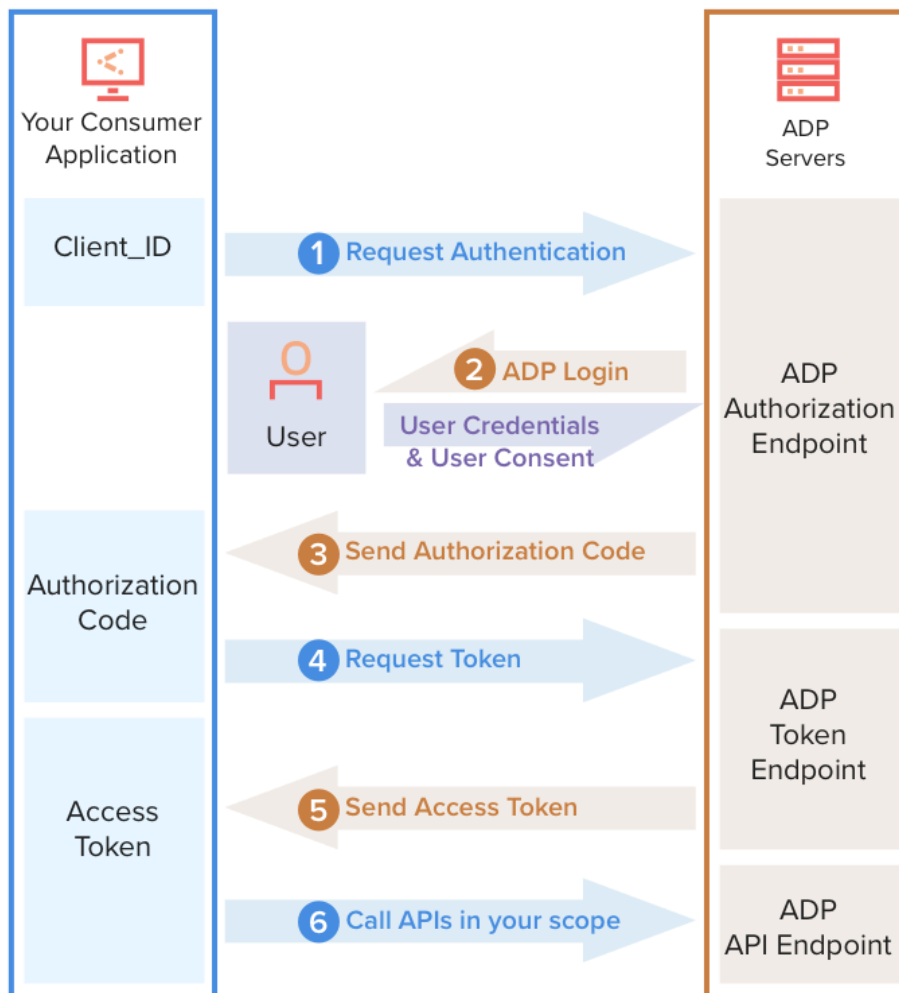 Your Consumer
Application
ADP
Servers
Client_ID
1 Request Authentication
2 ADP Login
User
User Credentials
& User Consent
ADP
Authorization
Endpoint
3 Send Authorization Code
Authorization
Code
4 Request Token
ADP
Token
Endpoint
5 Send Access Token
Access
Token
6 Call APIs in your scope
ADP
API Endpoint